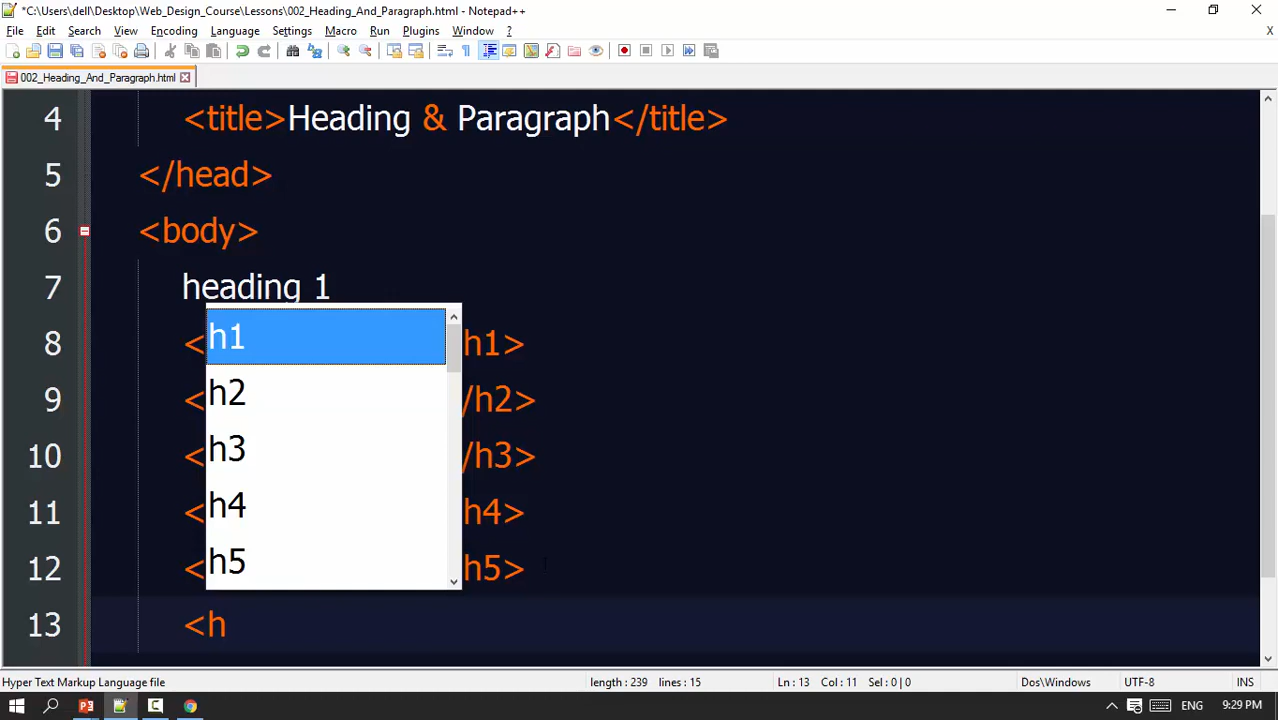 *C:\Users\dell\Desktop\Web_Design_Course\Lessons\002_Heading_And_Paragraph.html - Notepad++
File Edit Search View Encoding Language Settings Macro Run Plugins Window ? X
002_Heading_And_Paragraph.html
4 <title>Heading & Paragraph</title>
5 </head>
6 <body>
7 heading 1
8 < h1>
9 < /h2>
10 < /h3>
11 < h4>
12 < h5>
13 <h
h1
h2
h3
h4
h5
Hyper Text Markup Language file length : 239 lines : 15 Ln : 13 Col : 11 Sel : 0 | 0 Dos\Windows UTF-8 INS
ENG 9:29 PM